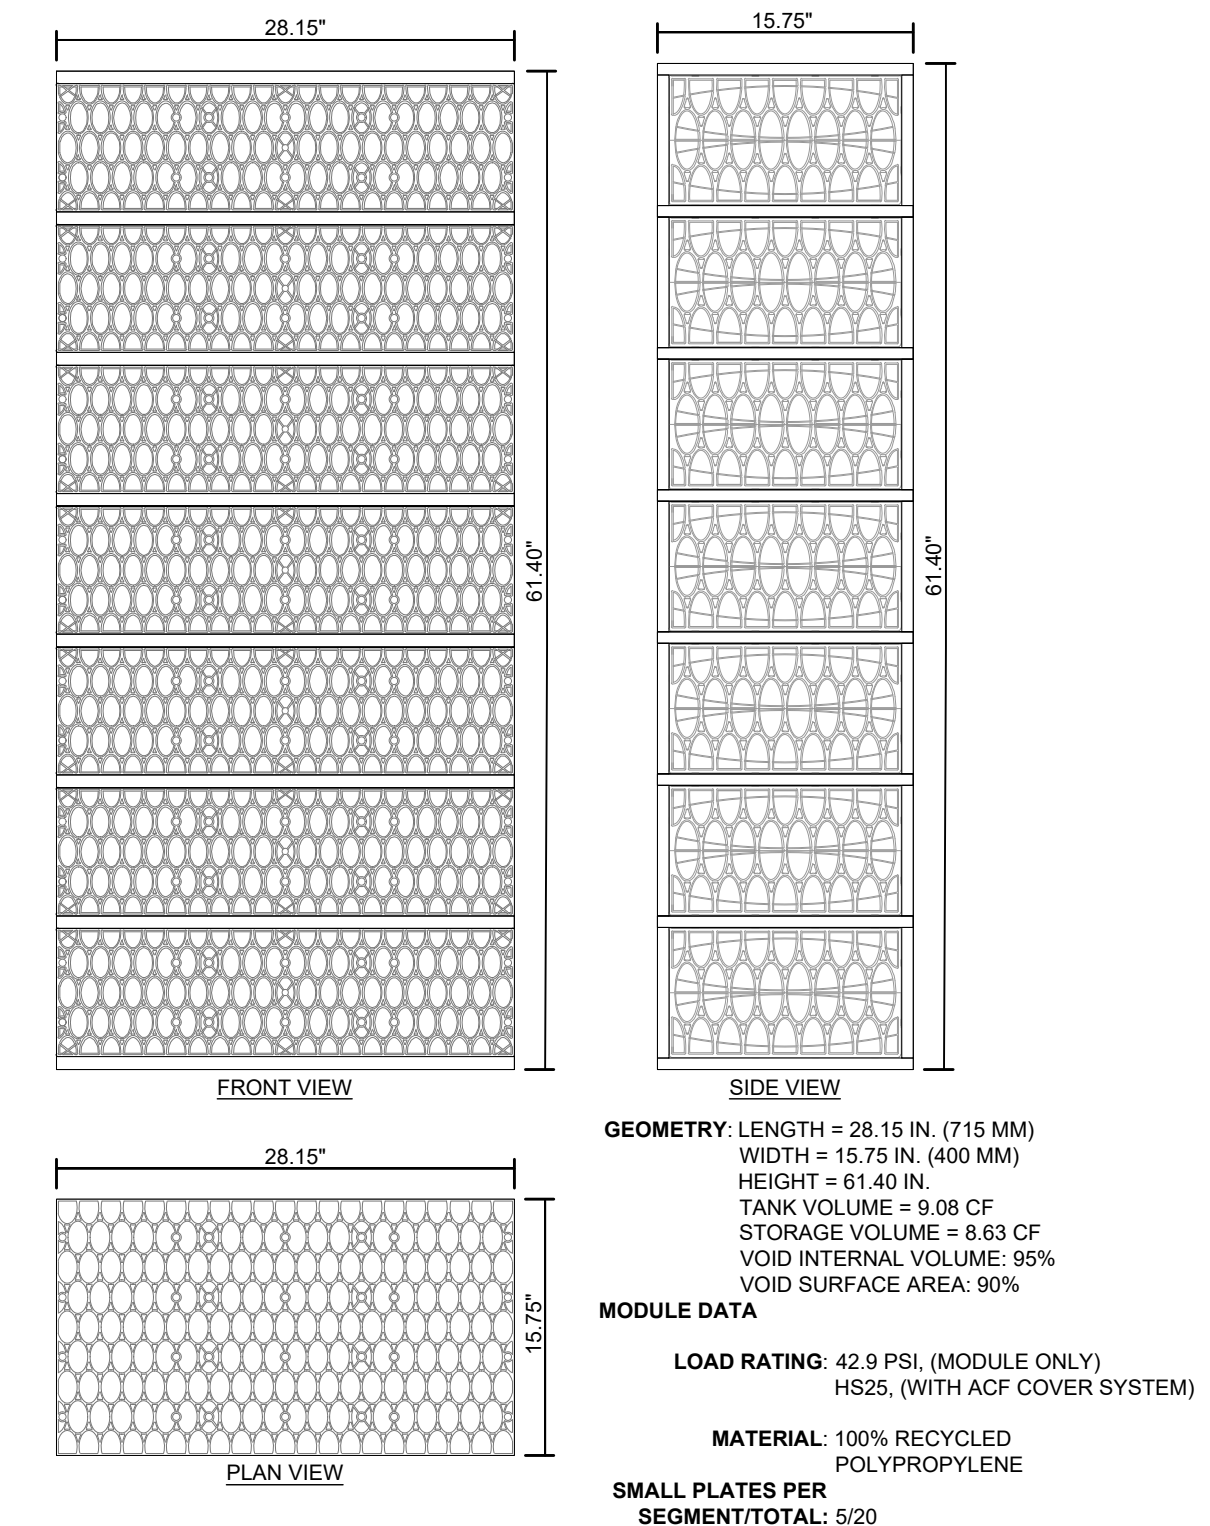 28.15"
15.75"
61.40"
61.40"
FRONT VIEW
SIDE VIEW
28.15"
15.75"
PLAN VIEW
GEOMETRY: LENGTH = 28.15 IN. (715 MM)
WIDTH = 15.75 IN. (400 MM)
HEIGHT = 61.40 IN.
TANK VOLUME = 9.08 CF
STORAGE VOLUME = 8.63 CF
VOID INTERNAL VOLUME: 95%
VOID SURFACE AREA: 90%
MODULE DATA
LOAD RATING: 42.9 PSI, (MODULE ONLY)
HS25, (WITH ACF COVER SYSTEM)
MATERIAL: 100% RECYCLED
POLYPROPYLENE
SMALL PLATES PER
SEGMENT/TOTAL: 5/20